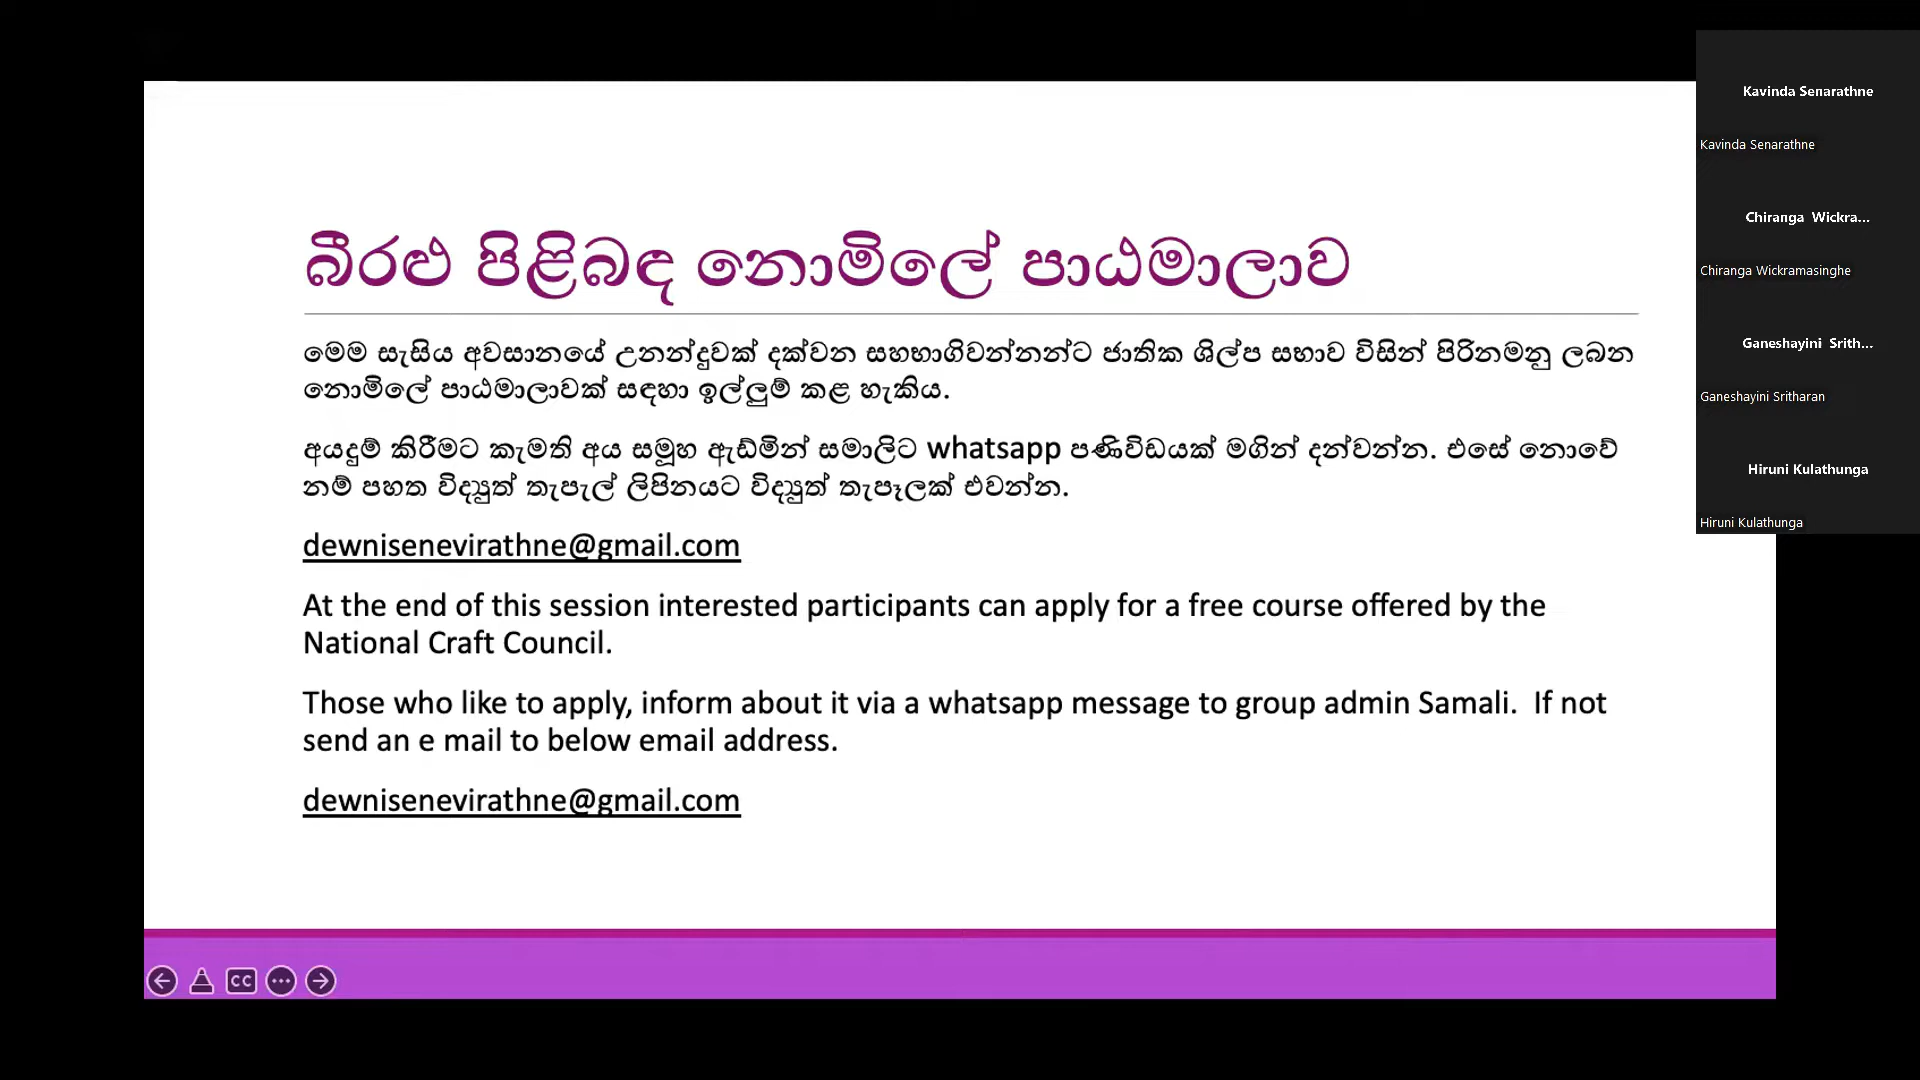 බීරළු පිළිබඳ නොමිලේ පාඨමාලාව
මෙම සැසිය අවසානයේ උනන්දුවක් දක්වන සහභාගිවන්නන්ට ජාතික ශිල්ප සභාව විසින් පිරිනමනු ලබන
නොමිලේ පාඨමාලාවක් සඳහා ඉල්ලුම් කළ හැකිය.
අයදුම් කිරීමට කැමති අය සමූහ ඇඩ්මින් සමාලිට whatsapp පණිවිඩයක් මගින් දන්වන්න. එසේ නොවේ
නම් පහත විද්‍යුත් තැපැල් ලිපිනයට විද්‍යුත් තැපෑලක් එවන්න.
dewnisenevirathne@gmail.com
At the end of this session interested participants can apply for a free course offered by the
National Craft Council.
Those who like to apply, inform about it via a whatsapp message to group admin Samali.  If not
send an e mail to below email address.
dewnisenevirathne@gmail.com
CC
Kavinda Senarathne
Kavinda Senarathne
Chiranga  Wickra...
Chiranga Wickramasinghe
Ganeshayini  Srith...
Ganeshayini Sritharan
Hiruni Kulathunga
Hiruni Kulathunga